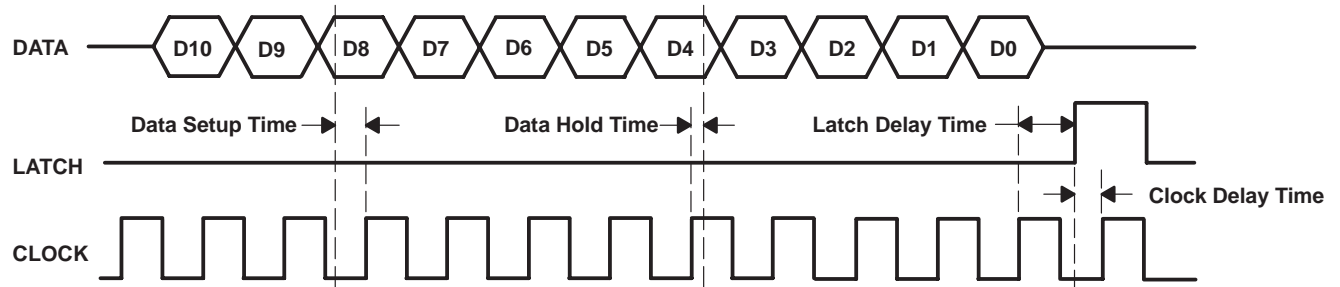 DATA
D10 D9 D8 D7 D6 D5 D4 D3 D2 D1 D0
Data Setup Time
Data Hold Time
Latch Delay Time
LATCH
Clock Delay Time
CLOCK